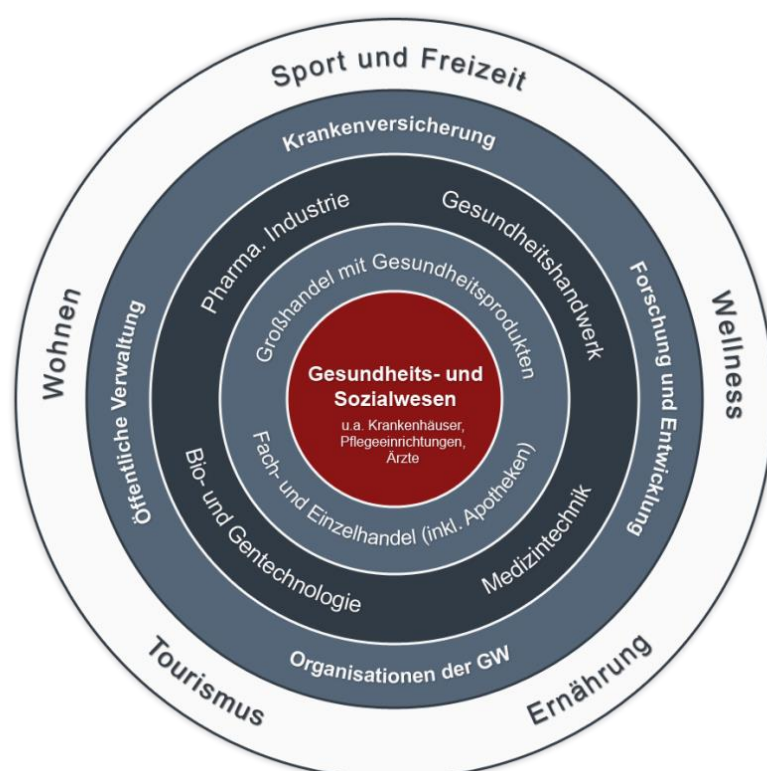 Sport und Freizeit
Krankenversicherung
Pharma. Industrie
Gesundheitshandwerk
Großhandel mit Gesundheitsprodukten
Wohnen
Öffentliche Verwaltung
Gesundheits- und
Sozialwesen
u.a. Krankenhäuser,
Pflegeeinrichtungen,
Ärzte
Forschung und Entwicklung
Wellness
Fach- und Einzelhandel (inkl. Apotheken)
Bio- und Gentechnologie
Medizintechnik
Organisationen der GW
Tourismus
Ernährung